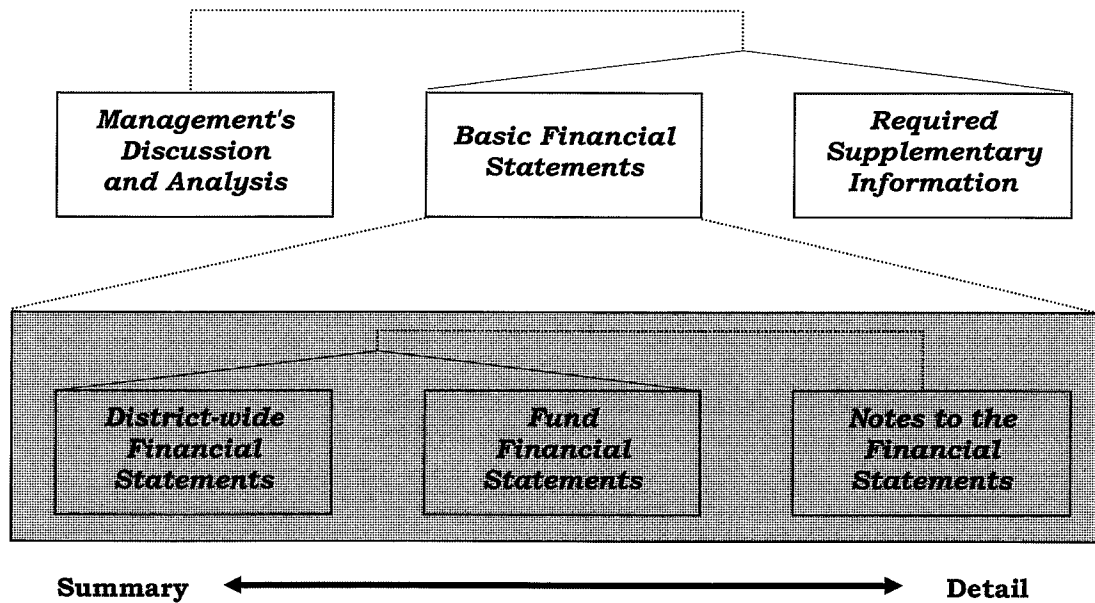 Management's
Discussion
and Analysis
Basic Financial
Statements
Required
Supplementary
Information
District-wide
Financial
Statements
Fund
Financial
Statements
Notes to the
Financial
Statements
Summary
Detail